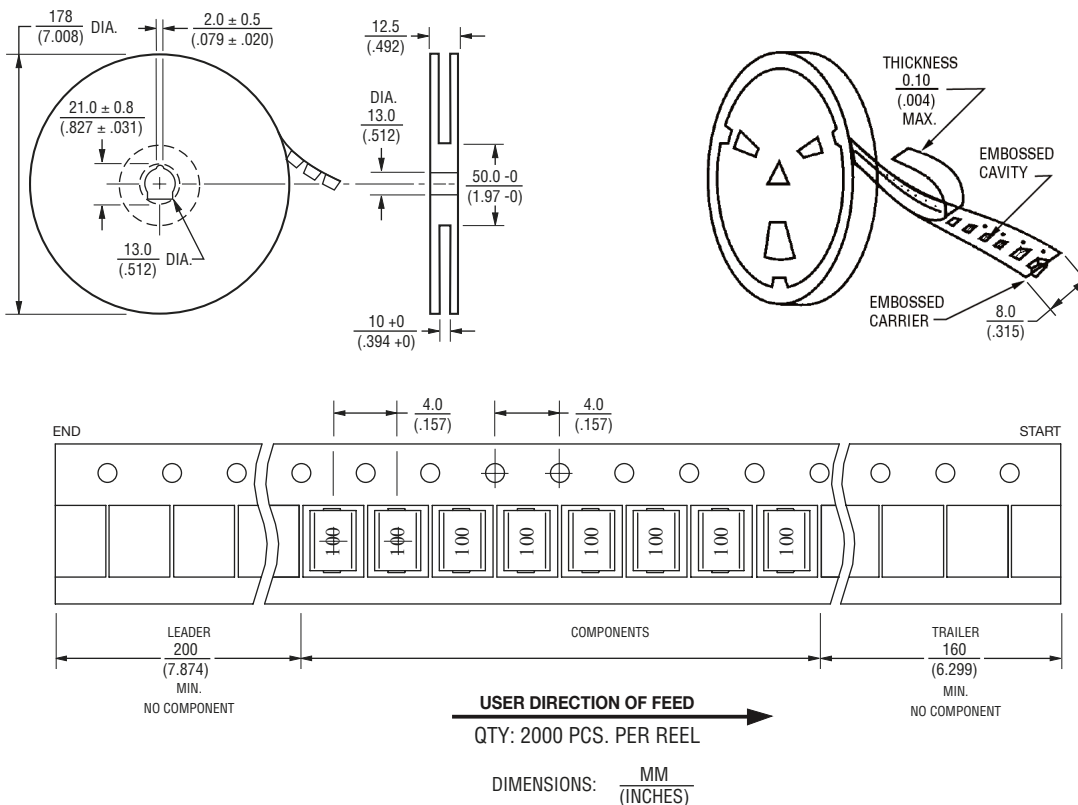 178
(7.008)
DIA.
2.0 ± 0.5
(.079 ± .020)
21.0 ± 0.8
(.827 ± .031)
13.0
(.512)
DIA.
12.5
(.492)
DIA.
13.0
(.512)
50.0 -0
(1.97 -0)
10 +0
(.394 +0)
THICKNESS
0.10
(.004)
MAX.
EMBOSSED
CAVITY
EMBOSSED
CARRIER
8.0
(.315)
4.0
(.157)
4.0
(.157)
END
START
100
100
100
100
100
100
100
100
LEADER
200
(7.874)
MIN.
NO COMPONENT
COMPONENTS
TRAILER
160
(6.299)
MIN.
NO COMPONENT
USER DIRECTION OF FEED
QTY: 2000 PCS. PER REEL
DIMENSIONS:
MM
(INCHES)